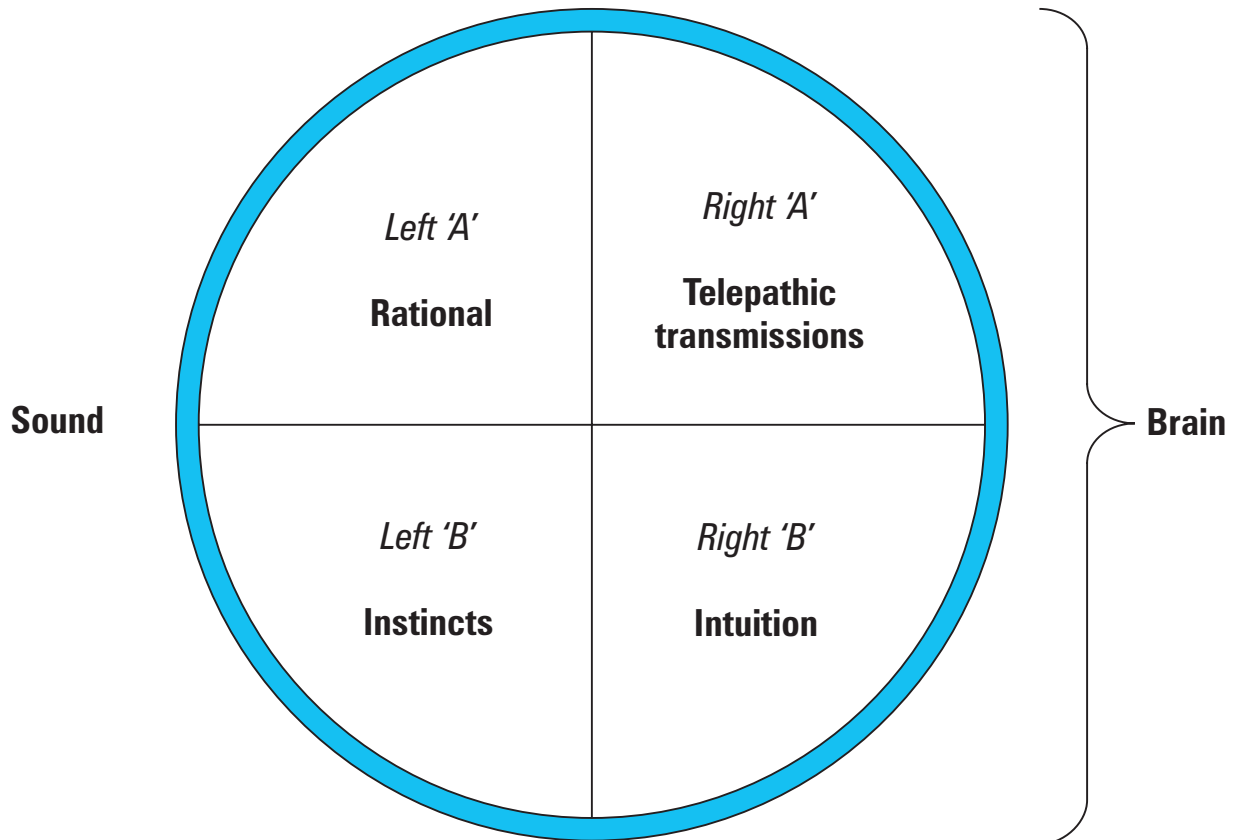 Left ‘A’
Rational
Right ‘A’
Telepathic
transmissions
Sound
Brain
Left ‘B’
Instincts
Right ‘B’
Intuition